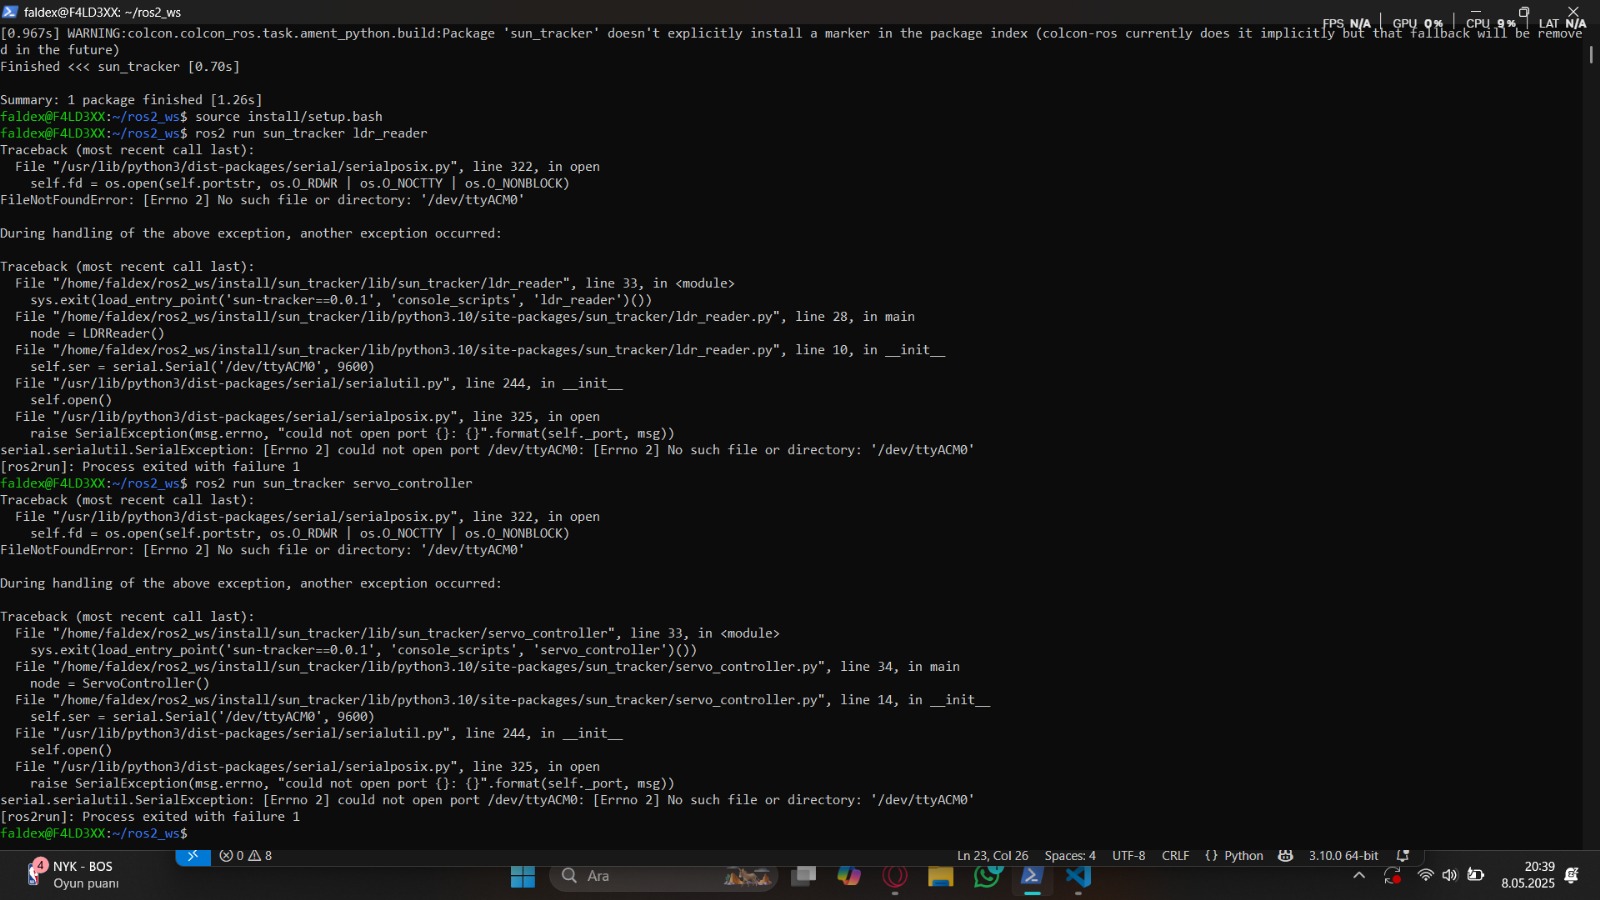 faldex@F4LD3XX: ~/ros2_ws
FPS N/A | GPU 0% | CPU 9% | LAT N/A
[0.967s] WARNING:colcon.colcon_ros.task.ament_python.build:Package 'sun_tracker' doesn't explicitly install a marker in the package index (colcon-ros currently does it implicitly but that fallback will be remove
d in the future)
Finished <<< sun_tracker [0.70s]
Summary: 1 package finished [1.26s]
faldex@F4LD3XX:~/ros2_ws$ source install/setup.bash
faldex@F4LD3XX:~/ros2_ws$ ros2 run sun_tracker ldr_reader
Traceback (most recent call last):
  File "/usr/lib/python3/dist-packages/serial/serialposix.py", line 322, in open
    self.fd = os.open(self.portstr, os.O_RDWR | os.O_NOCTTY | os.O_NONBLOCK)
FileNotFoundError: [Errno 2] No such file or directory: '/dev/ttyACM0'
During handling of the above exception, another exception occurred:
Traceback (most recent call last):
  File "/home/faldex/ros2_ws/install/sun_tracker/lib/sun_tracker/ldr_reader", line 33, in <module>
    sys.exit(load_entry_point('sun-tracker==0.0.1', 'console_scripts', 'ldr_reader')())
  File "/home/faldex/ros2_ws/install/sun_tracker/lib/python3.10/site-packages/sun_tracker/ldr_reader.py", line 28, in main
    node = LDRReader()
  File "/home/faldex/ros2_ws/install/sun_tracker/lib/python3.10/site-packages/sun_tracker/ldr_reader.py", line 10, in __init__
    self.ser = serial.Serial('/dev/ttyACM0', 9600)
  File "/usr/lib/python3/dist-packages/serial/serialutil.py", line 244, in __init__
    self.open()
  File "/usr/lib/python3/dist-packages/serial/serialposix.py", line 325, in open
    raise SerialException(msg.errno, "could not open port {}: {}".format(self._port, msg))
serial.serialutil.SerialException: [Errno 2] could not open port /dev/ttyACM0: [Errno 2] No such file or directory: '/dev/ttyACM0'
[ros2run]: Process exited with failure 1
faldex@F4LD3XX:~/ros2_ws$ ros2 run sun_tracker servo_controller
Traceback (most recent call last):
  File "/usr/lib/python3/dist-packages/serial/serialposix.py", line 322, in open
    self.fd = os.open(self.portstr, os.O_RDWR | os.O_NOCTTY | os.O_NONBLOCK)
FileNotFoundError: [Errno 2] No such file or directory: '/dev/ttyACM0'
During handling of the above exception, another exception occurred:
Traceback (most recent call last):
  File "/home/faldex/ros2_ws/install/sun_tracker/lib/sun_tracker/servo_controller", line 33, in <module>
    sys.exit(load_entry_point('sun-tracker==0.0.1', 'console_scripts', 'servo_controller')())
  File "/home/faldex/ros2_ws/install/sun_tracker/lib/python3.10/site-packages/sun_tracker/servo_controller.py", line 34, in main
    node = ServoController()
  File "/home/faldex/ros2_ws/install/sun_tracker/lib/python3.10/site-packages/sun_tracker/servo_controller.py", line 14, in __init__
    self.ser = serial.Serial('/dev/ttyACM0', 9600)
  File "/usr/lib/python3/dist-packages/serial/serialutil.py", line 244, in __init__
    self.open()
  File "/usr/lib/python3/dist-packages/serial/serialposix.py", line 325, in open
    raise SerialException(msg.errno, "could not open port {}: {}".format(self._port, msg))
serial.serialutil.SerialException: [Errno 2] could not open port /dev/ttyACM0: [Errno 2] No such file or directory: '/dev/ttyACM0'
[ros2run]: Process exited with failure 1
faldex@F4LD3XX:~/ros2_ws$
0 8 Ln 23, Col 26 Spaces: 4 UTF-8 CRLF {} Python 3.10.0 64-bit
4 NYK - BOS
Oyun puanı
Ara
20:39
8.05.2025